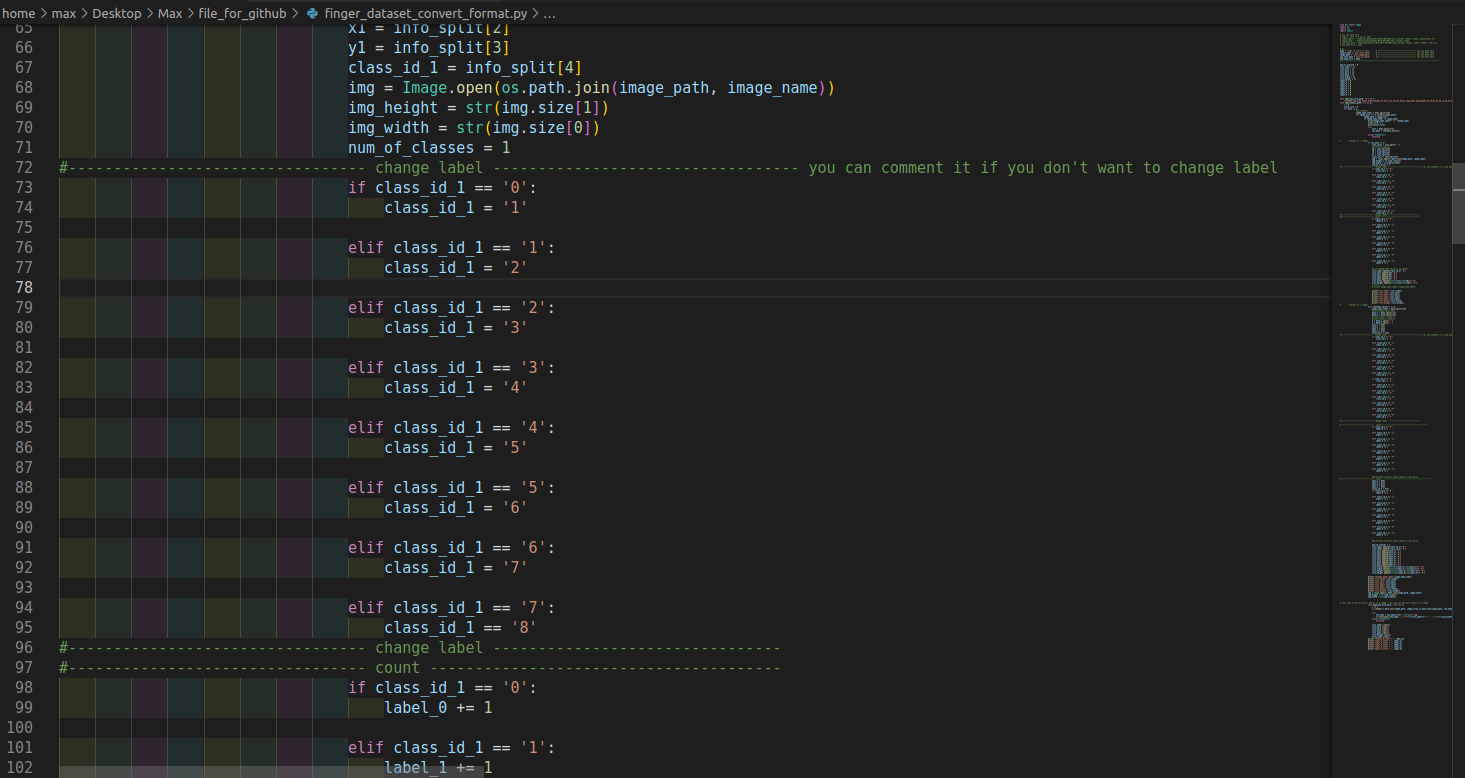 home > max > Desktop > Max > file_for_github > finger_dataset_convert_format.py > ...
65 x1 = info_split[2]
66 y1 = info_split[3]
67 class_id_1 = info_split[4]
68 img = Image.open(os.path.join(image_path, image_name))
69 img_height = str(img.size[1])
70 img_width = str(img.size[0])
71 num_of_classes = 1
72 #--------------------------------- change label ---------------------------------- you can comment it if you don't want to change label
73 if class_id_1 == '0':
74 class_id_1 = '1'
75
76 elif class_id_1 == '1':
77 class_id_1 = '2'
78
79 elif class_id_1 == '2':
80 class_id_1 = '3'
81
82 elif class_id_1 == '3':
83 class_id_1 = '4'
84
85 elif class_id_1 == '4':
86 class_id_1 = '5'
87
88 elif class_id_1 == '5':
89 class_id_1 = '6'
90
91 elif class_id_1 == '6':
92 class_id_1 = '7'
93
94 elif class_id_1 == '7':
95 class_id_1 == '8'
96 #--------------------------------- change label --------------------------------
97 #--------------------------------- count ---------------------------------------
98 if class_id_1 == '0':
99 label_0 += 1
100
101 elif class_id_1 == '1':
102 label_1 += 1